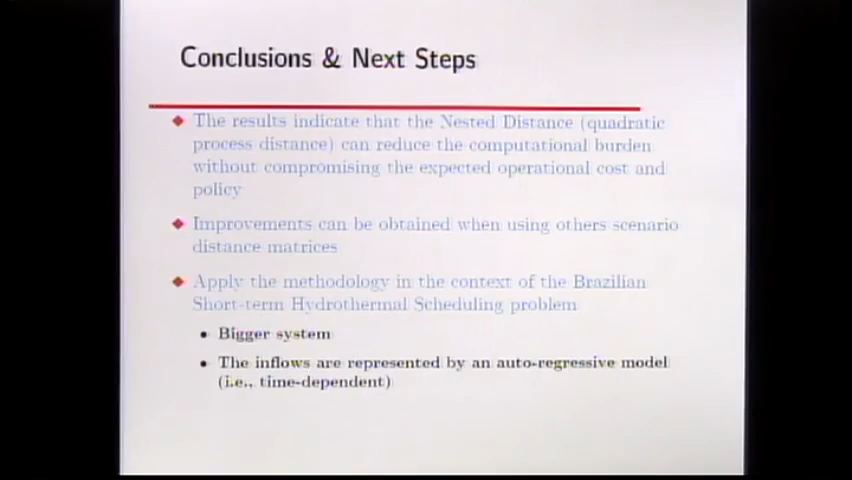 Conclusions & Next Steps
The results indicate that the Nested Distance (quadratic
process distance) can reduce the computational burden
without compromising the expected operational cost and
policy
Improvements can be obtained when using others scenario
distance matrices
Apply the methodology in the context of the Brazilian
Short-term Hydrothermal Scheduling problem
Bigger system
The inflows are represented by an auto-regressive model
(i.e., time-dependent)